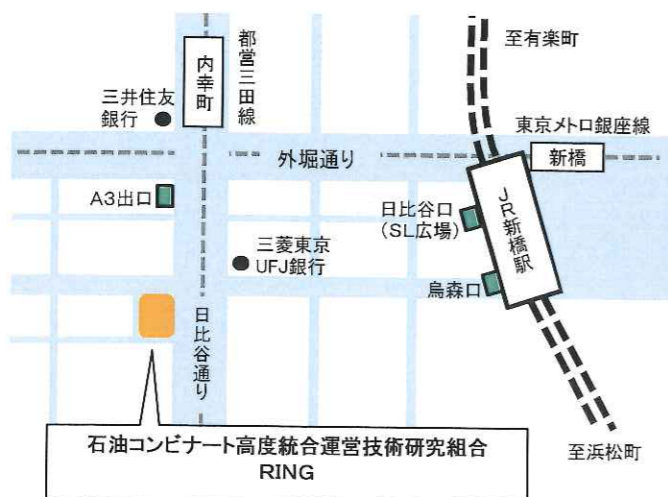 至有楽町
都営三田線
内幸町
三井住友
銀行
東京メトロ銀座線
外堀通り
新橋
A3出口
日比谷口
（SL広場）
JR新橋駅
三菱東京
UFJ銀行
烏森口
日比谷通り
石油コンビナート高度統合運営技術研究組合
RING
至浜松町